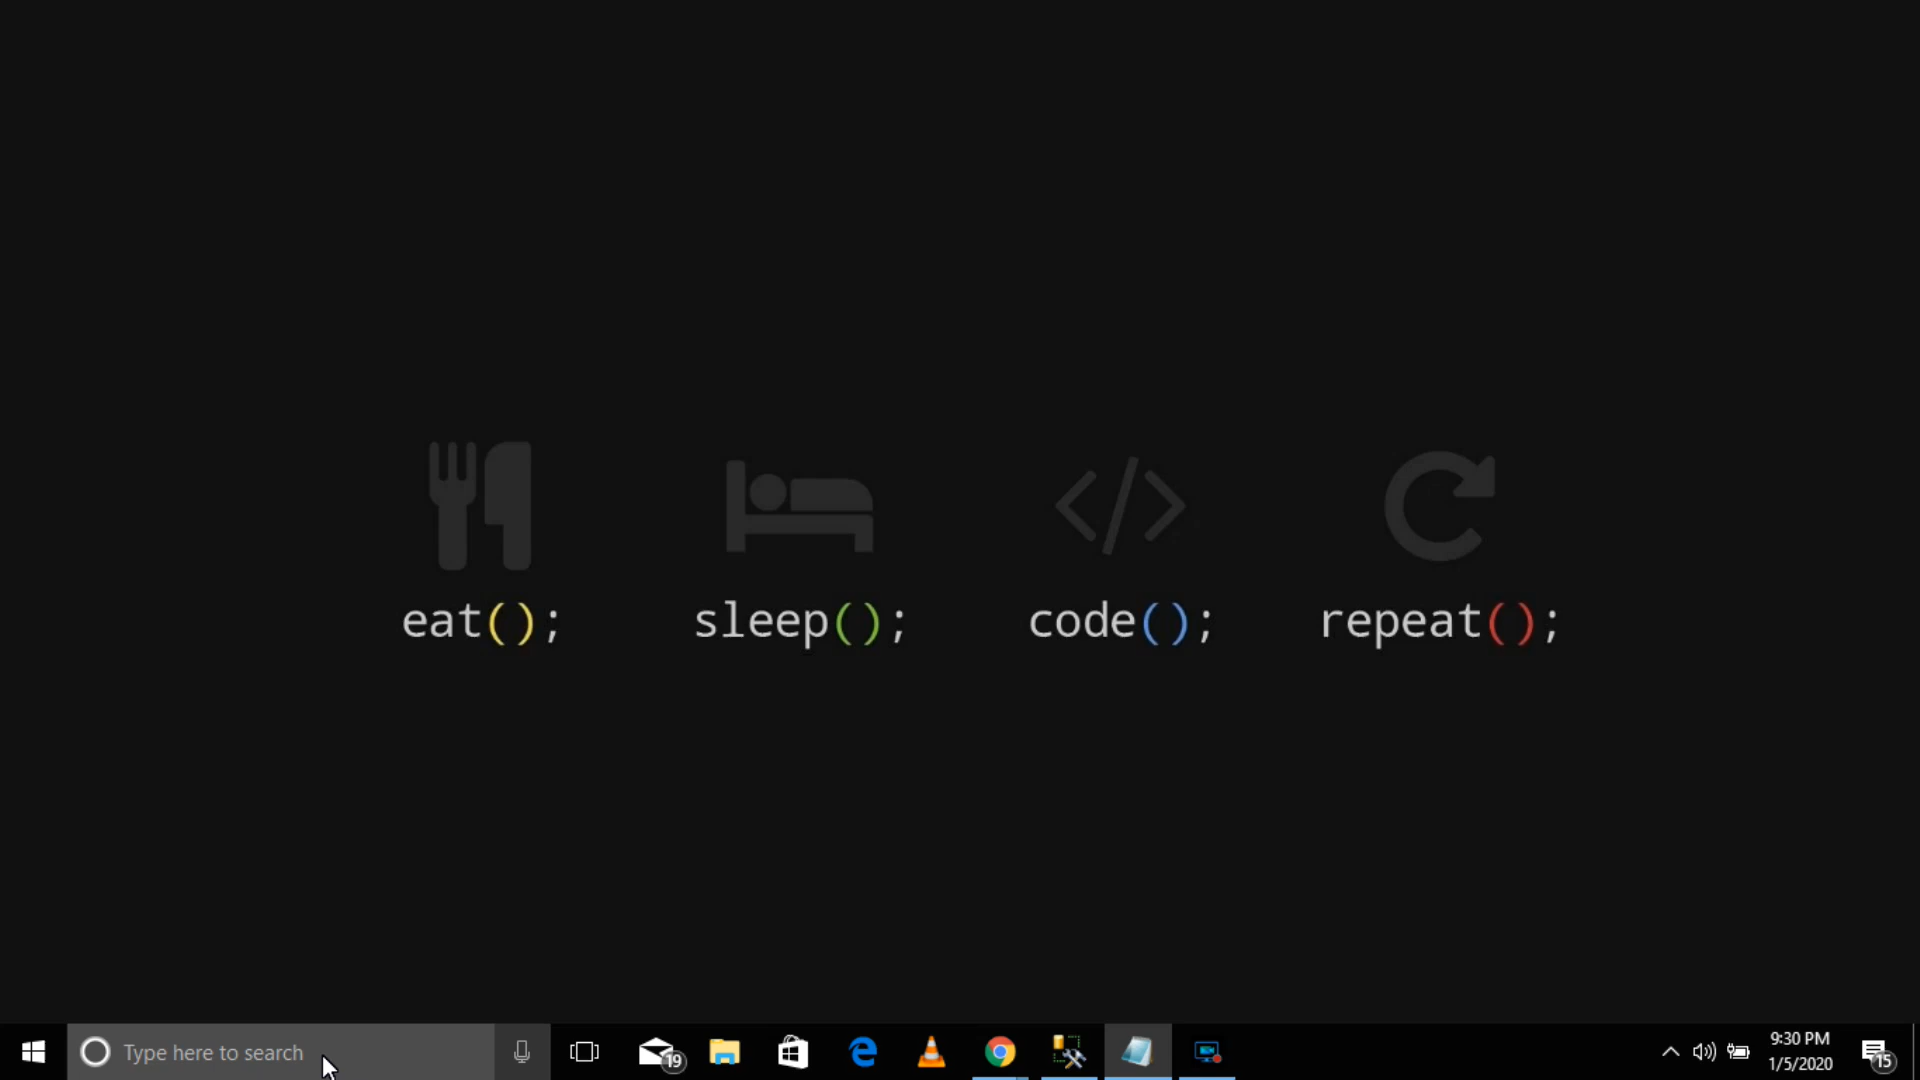 eat(); sleep(); code(); repeat();
Type here to search
19
9:30 PM
1/5/2020
15